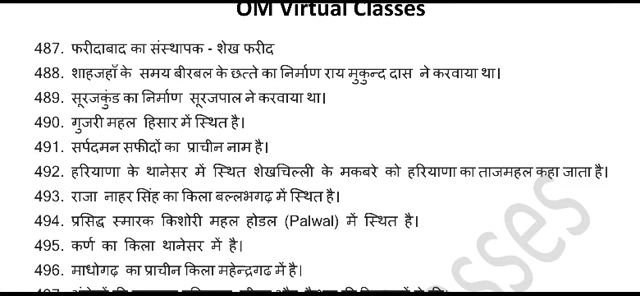 OM Virtual Classes
487. फरीदाबाद का संस्थापक - शेख फरीद
488. शाहजहाँ के समय बीरबल के छत्ते का निर्माण राय मुकुन्द दास ने करवाया था।
489. सूरजकुंड का निर्माण सूरजपाल ने करवाया था।
490. गुजरी महल हिसार में स्थित है।
491. सर्पदमन सफीदों का प्राचीन नाम है।
492. हरियाणा के थानेसर में स्थित शेखचिल्ली के मकबरे को हरियाणा का ताजमहल कहा जाता है।
493. राजा नाहर सिंह का किला बल्लभगढ़ में स्थित है।
494. प्रसिद्ध स्मारक किशोरी महल होडल (Palwal) में स्थित है।
495. कर्ण का किला थानेसर में है।
496. माधोगढ़ का प्राचीन किला महेन्द्रगढ में है।